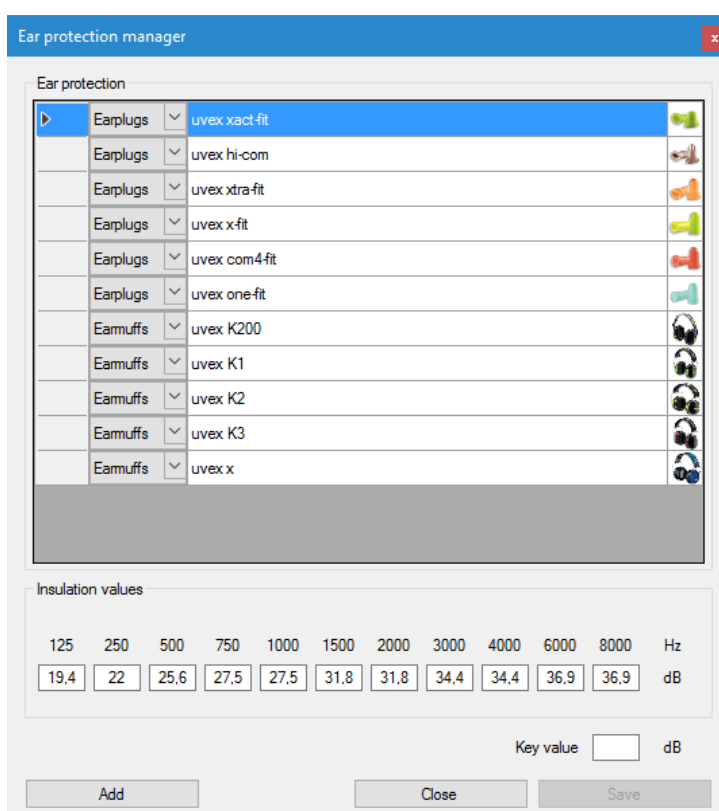 Ear protection manager
x
Ear protection
Earplugs uvex xact-fit
Earplugs uvex hi-com
Earplugs uvex xtra-fit
Earplugs uvex x-fit
Earplugs uvex com4-fit
Earplugs uvex one-fit
Earmuffs uvex K200
Earmuffs uvex K1
Earmuffs uvex K2
Earmuffs uvex K3
Earmuffs uvex x
Insulation values
125 250 500 750 1000 1500 2000 3000 4000 6000 8000 Hz
19,4 22 25,6 27,5 27,5 31,8 31,8 34,4 34,4 36,9 36,9 dB
Key value dB
Add Close Save